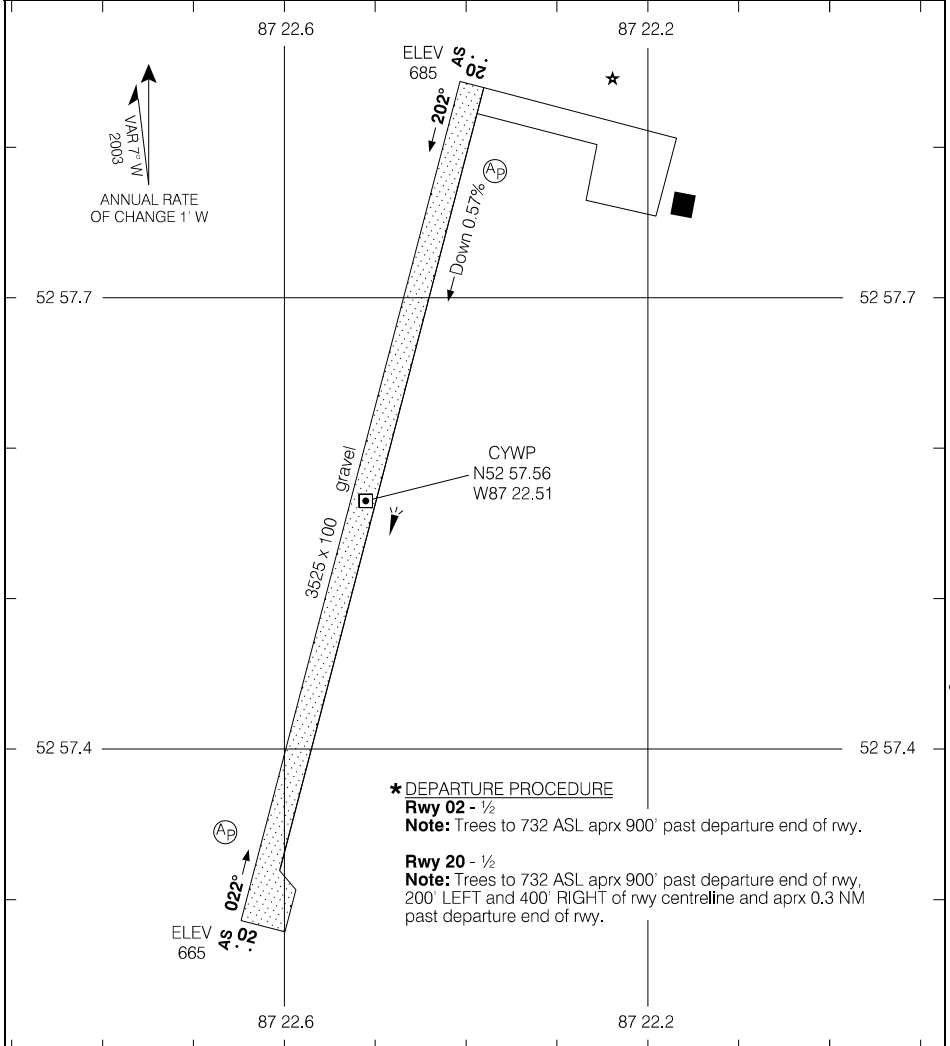 87 22.6
87 22.2
ELEV
685
AS
20
202°
VAR 7° W
2003
ANNUAL RATE
OF CHANGE 1' W
AP
Down 0.57%
52 57.7
52 57.7
gravel
3525 x 100
CYWP
N52 57.56
W87 22.51
52 57.4
52 57.4
* DEPARTURE PROCEDURE
Rwy 02 - ½
Note: Trees to 732 ASL aprx 900' past departure end of rwy.
Rwy 20 - ½
Note: Trees to 732 ASL aprx 900' past departure end of rwy,
200' LEFT and 400' RIGHT of rwy centreline and aprx 0.3 NM
past departure end of rwy.
AP
022°
AS 02
ELEV
665
87 22.6
87 22.2